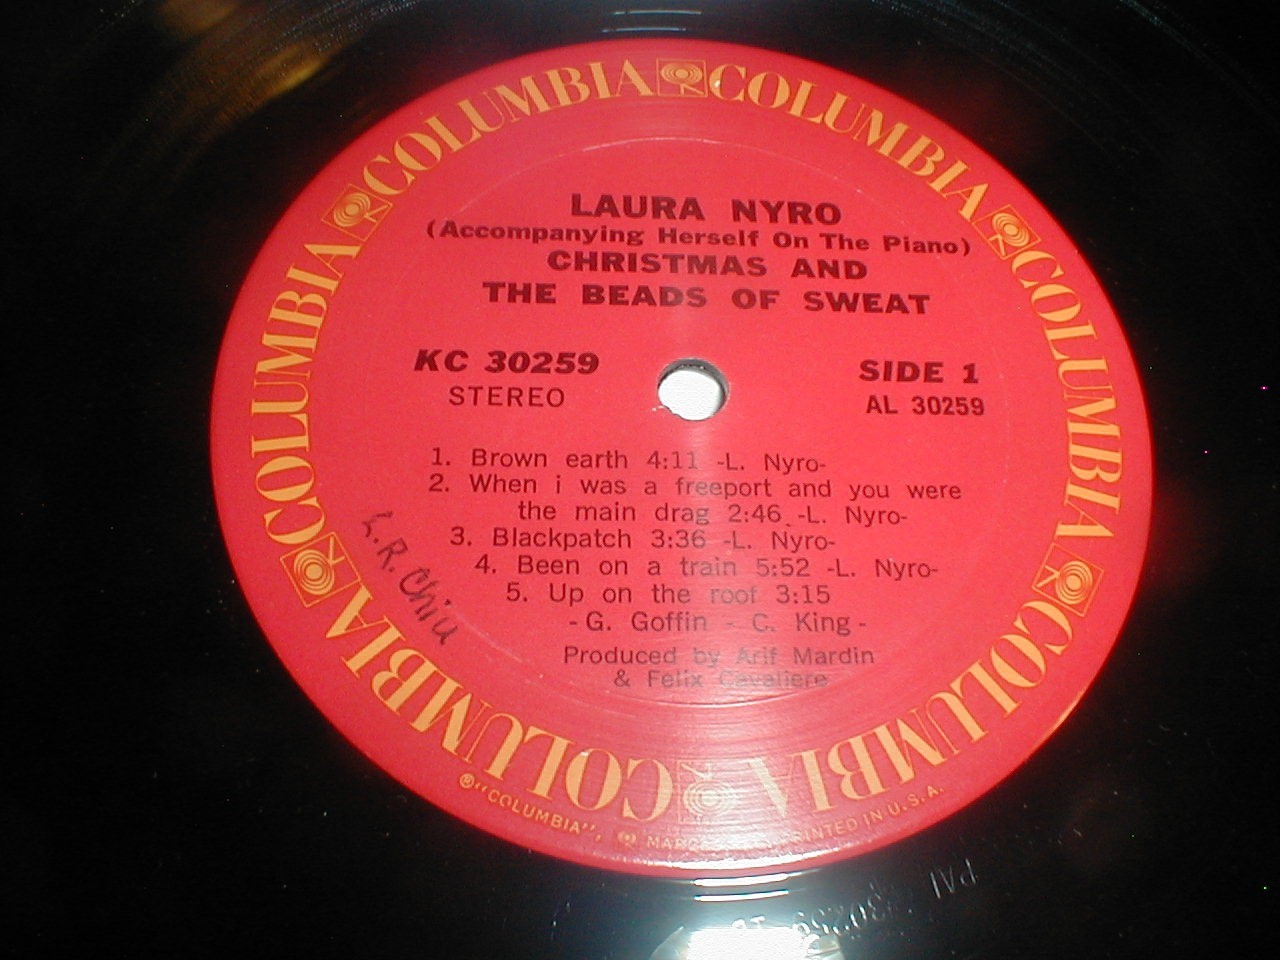 COLUMBIA COLUMBIA COLUMBIA COLUMBIA COLUMBIA COLUMBIA
LAURA NYRO
(Accompanying Herself On The Piano)
CHRISTMAS AND
THE BEADS OF SWEAT
KC 30259
STEREO
SIDE 1
AL 30259
1. Brown earth 4:11 -L. Nyro-
2. When i was a freeport and you were
the main drag 2:46 -L. Nyro-
3. Blackpatch 3:36 -L. Nyro-
4. Been on a train 5:52 -L. Nyro-
5. Up on the roof 3:15
-G. Goffin - C. King-
Produced by Arif Mardin
& Felix Cavaliere
L.R. Chiu
® "COLUMBIA", PRINTED IN U.S.A.
PAL 30259